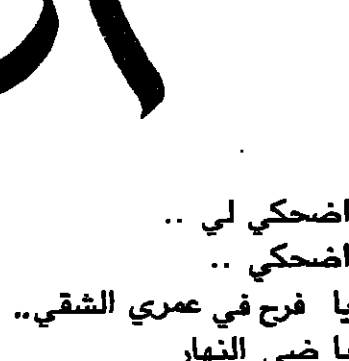 اضحكي لي ..
اضحكي ..
يا فرح في عمري الشقي..
يا ضي النهار